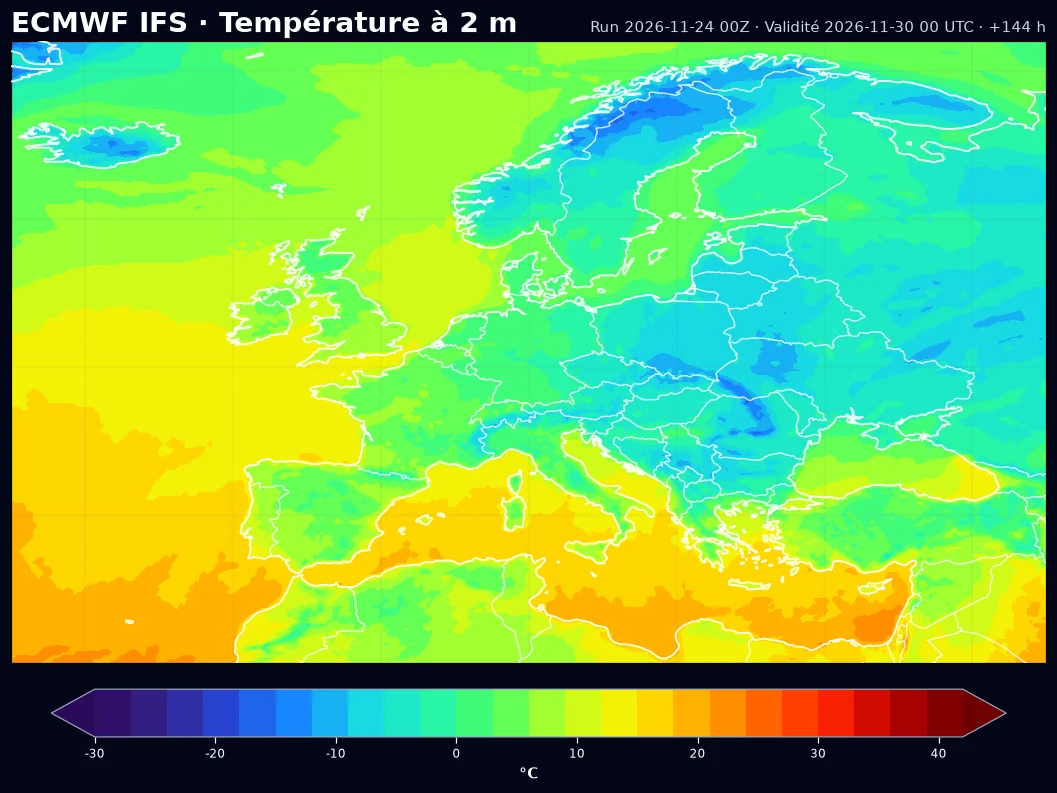 ECMWF IFS · Température à 2 m
Run 2026-11-24 00Z · Validité 2026-11-30 00 UTC · +144 h
-30 -20 -10 0 10 20 30 40
°C